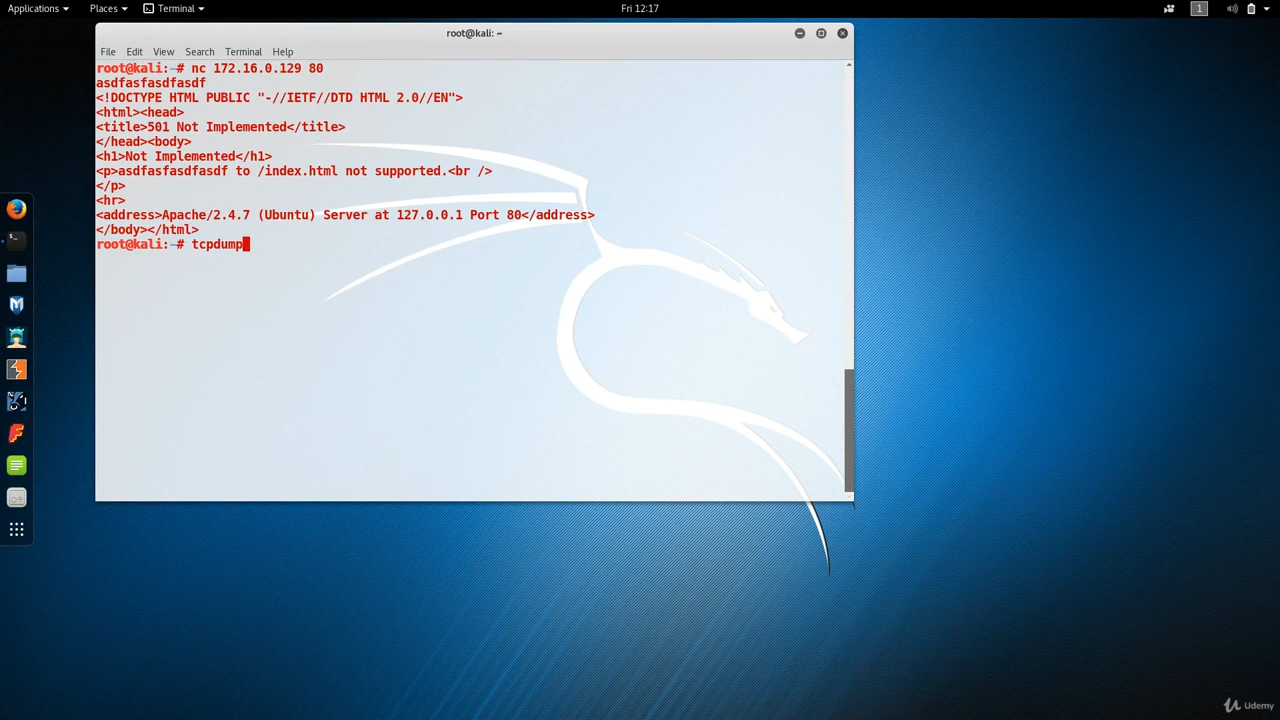 Applications Places Terminal Fri 12:17 1
root@kali: ~
File Edit View Search Terminal Help
root@kali:~# nc 172.16.0.129 80
asdfasfasdfasdf
<!DOCTYPE HTML PUBLIC "-//IETF//DTD HTML 2.0//EN">
<html><head>
<title>501 Not Implemented</title>
</head><body>
<h1>Not Implemented</h1>
<p>asdfasfasdfasdf to /index.html not supported.<br />
</p>
<hr>
<address>Apache/2.4.7 (Ubuntu) Server at 127.0.0.1 Port 80</address>
</body></html>
root@kali:~# tcpdump
Udemy